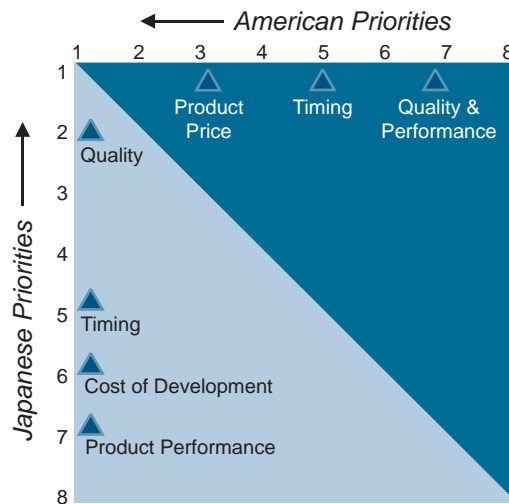 American Priorities
1 2 3 4 5 6 7 8
1
Product Price
Timing
Quality & Performance
2
Quality
3
4
5
Timing
6
Cost of Development
7
Product Performance
8
Japanese Priorities